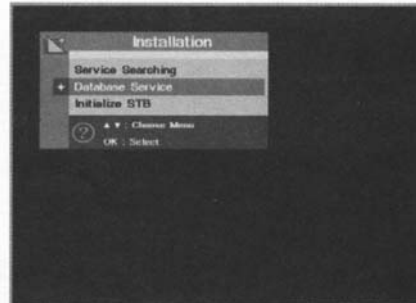 Installation
Service Searching
+ Database Service
Initialize STB
? ▲ ▼ : Choose Menu
OK : Select